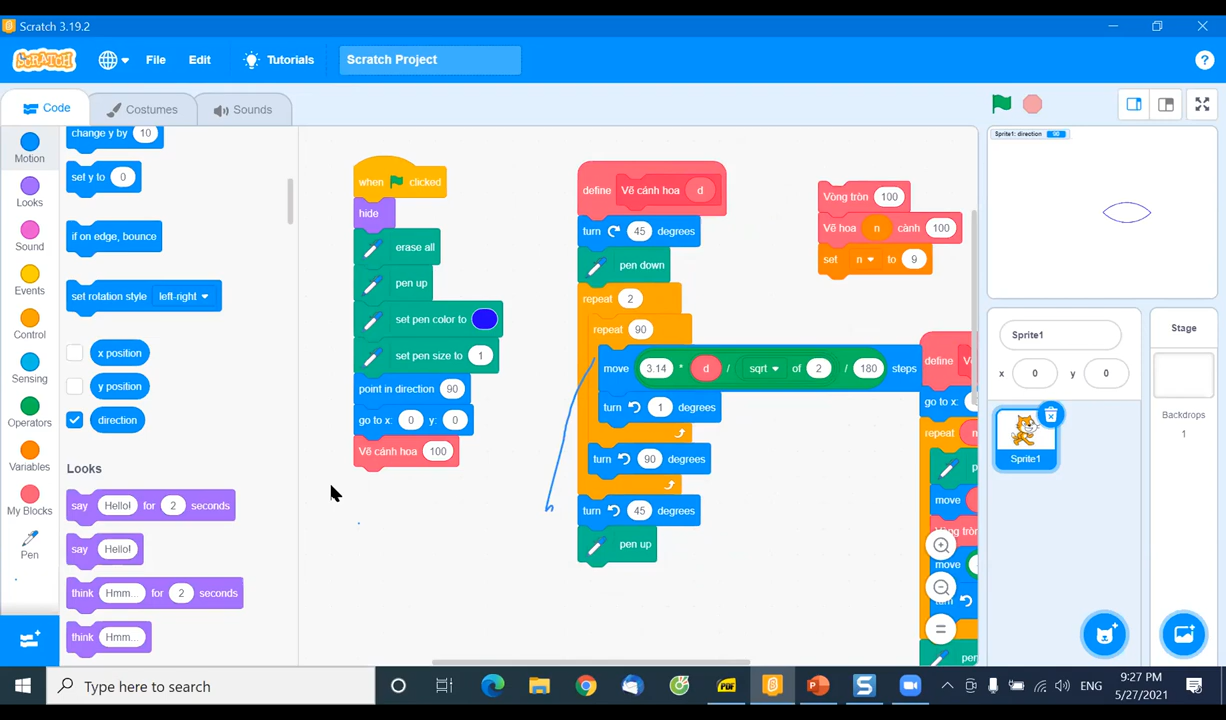 Scratch 3.19.2
SCRATCH File Edit Tutorials Scratch Project ?
Code Costumes Sounds
Motion
Looks
Sound
Events
Control
Sensing
Operators
Variables
My Blocks
Pen
change y by 10
set y to 0
if on edge, bounce
set rotation style left-right
x position
y position
direction
Looks
say Hello! for 2 seconds
say Hello!
think Hmm... for 2 seconds
think Hmm...
when clicked
hide
erase all
pen up
set pen color to
set pen size to 1
point in direction 90
go to x: 0 y: 0
Vẽ cánh hoa 100
define Vẽ cánh hoa d
turn 45 degrees
pen down
repeat 2
repeat 90
move 3.14 * d / sqrt of 2 / 180 steps
turn 1 degrees
turn 90 degrees
turn 45 degrees
pen up
Vòng tròn 100
Vẽ hoa n cành 100
set n to 9
define
go to x:
repeat n
move
Vòng tròn
move
Sprite1: direction 90
Sprite1
x 0 y 0
Sprite1
Stage
Backdrops
1
Type here to search
ENG
9:27 PM
5/27/2021